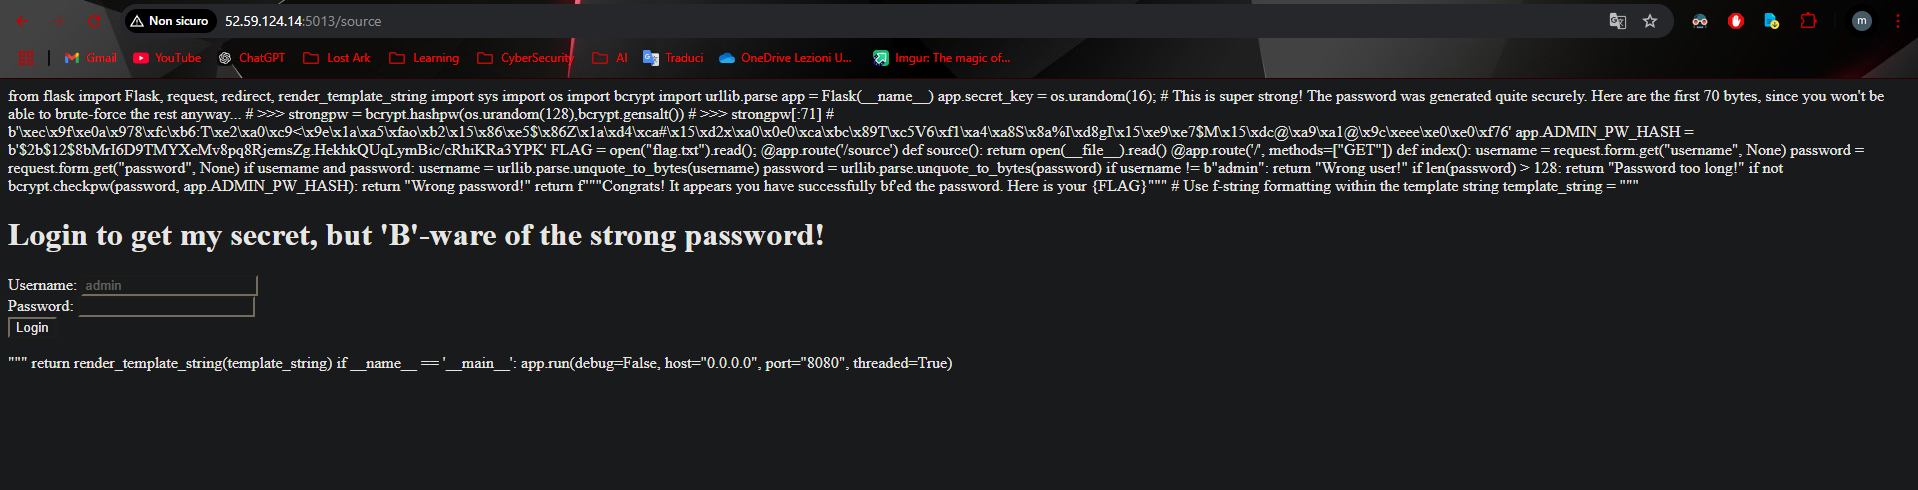 Non sicuro 52.59.124.14:5013/source m
Gmail YouTube ChatGPT Lost Ark Learning CyberSecurity AI Traduci OneDrive Lezioni U... Imgur: The magic of...
from flask import Flask, request, redirect, render_template_string import sys import os import bcrypt import urllib.parse app = Flask(__name__) app.secret_key = os.urandom(16); # This is super strong! The password was generated quite securely. Here are the first 70 bytes, since you won't be
able to brute-force the rest anyway... # >>> strongpw = bcrypt.hashpw(os.urandom(128),bcrypt.gensalt()) # >>> strongpw[:71] #
b'\xec\x9f\xe0a\x978\xfc\xb6:T\xe2\xa0\xc9<\x9e\x1a\xa5\xfao\xb2\x15\x86\xe5$\x86Z\x1a\xd4\xca#\x15\xd2x\xa0\x0e0\xca\xbc\x89T\xc5V6\xf1\xa4\xa8S\x8a%I\xd8gI\x15\xe9\xe7$M\x15\xdc@\xa9\xa1@\x9c\xeee\xe0\xe0\xf76' app.ADMIN_PW_HASH =
b'$2b$12$8bMrI6D9TMYXeMv8pq8RjemsZg.HekhkQUqLymBic/cRhiKRa3YPK' FLAG = open("flag.txt").read(); @app.route('/source') def source(): return open(__file__).read() @app.route('/', methods=["GET"]) def index(): username = request.form.get("username", None) password =
request.form.get("password", None) if username and password: username = urllib.parse.unquote_to_bytes(username) password = urllib.parse.unquote_to_bytes(password) if username != b"admin": return "Wrong user!" if len(password) > 128: return "Password too long!" if not
bcrypt.checkpw(password, app.ADMIN_PW_HASH): return "Wrong password!" return f"""Congrats! It appears you have successfully bf'ed the password. Here is your {FLAG}""" # Use f-string formatting within the template string template_string = """
Login to get my secret, but 'B'-ware of the strong password!
Username: admin
Password:
Login
""" return render_template_string(template_string) if __name__ == '__main__': app.run(debug=False, host="0.0.0.0", port="8080", threaded=True)